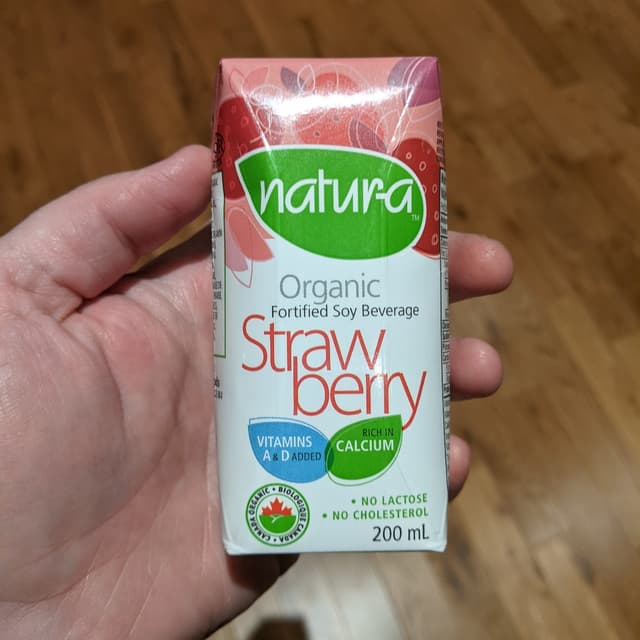 natur-a
TM
Organic
Fortified Soy Beverage
Straw
berry
VITAMINS
A & D ADDED
RICH IN
CALCIUM
CANADA ORGANIC • BIOLOGIQUE CANADA •
• NO LACTOSE
• NO CHOLESTEROL
200 mL